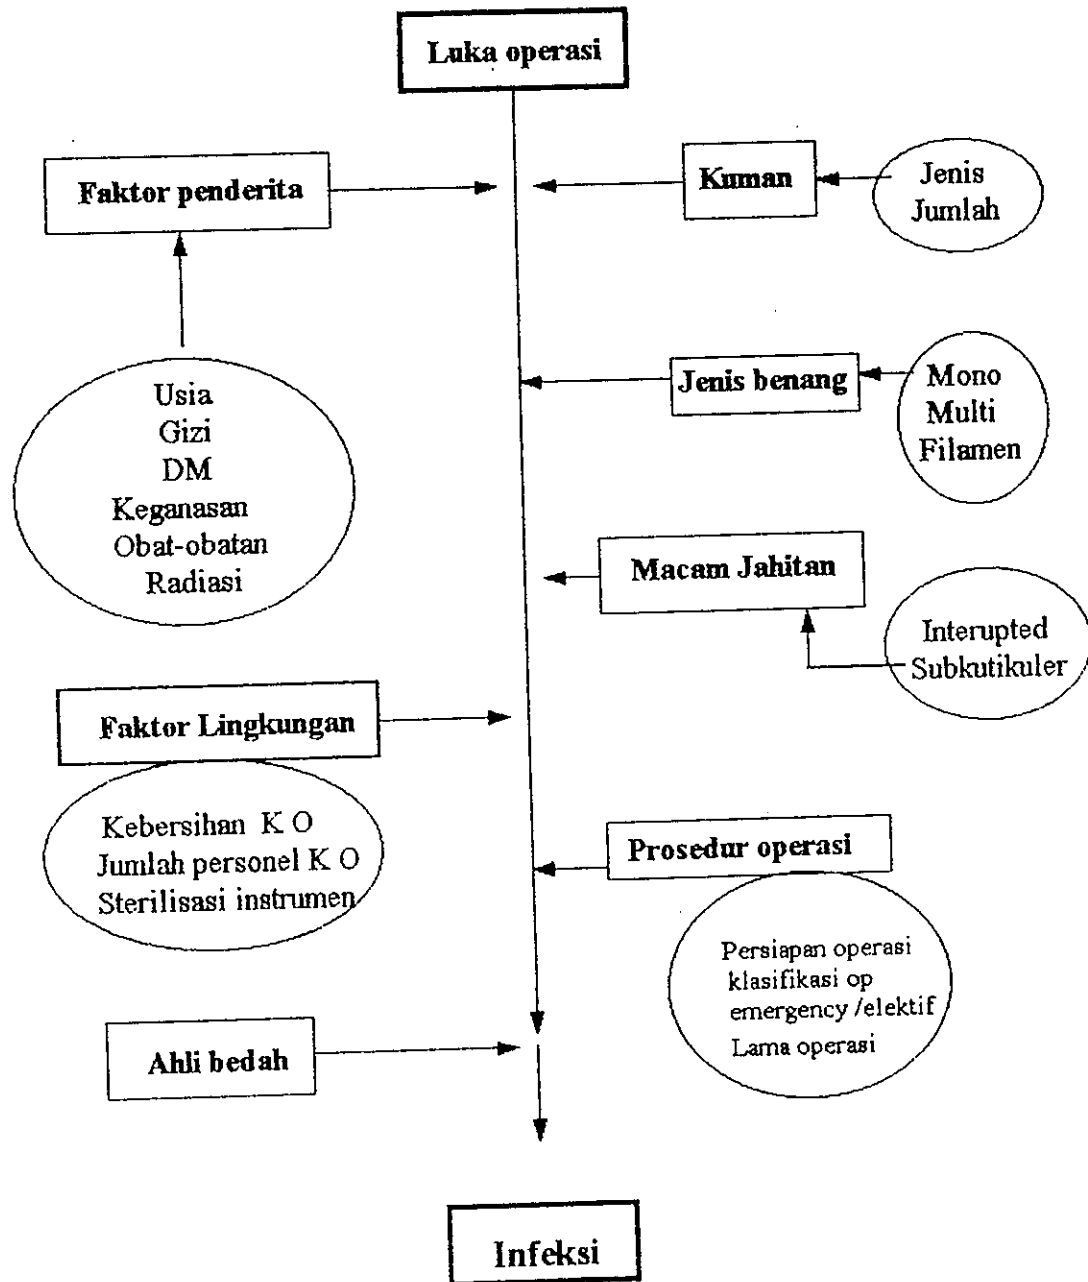 Luka operasi
Faktor penderita
Kuman
Jenis
Jumlah
Usia
Gizi
DM
Keganasan
Obat-obatan
Radiasi
Jenis benang
Mono
Multi
Filamen
Macam Jahitan
Interupted
Subkutikuler
Faktor Lingkungan
Kebersihan K O
Jumlah personel K O
Sterilisasi instrumen
Prosedur operasi
Persiapan operasi
klasifikasi op
emergency /elektif
Lama operasi
Ahli bedah
Infeksi